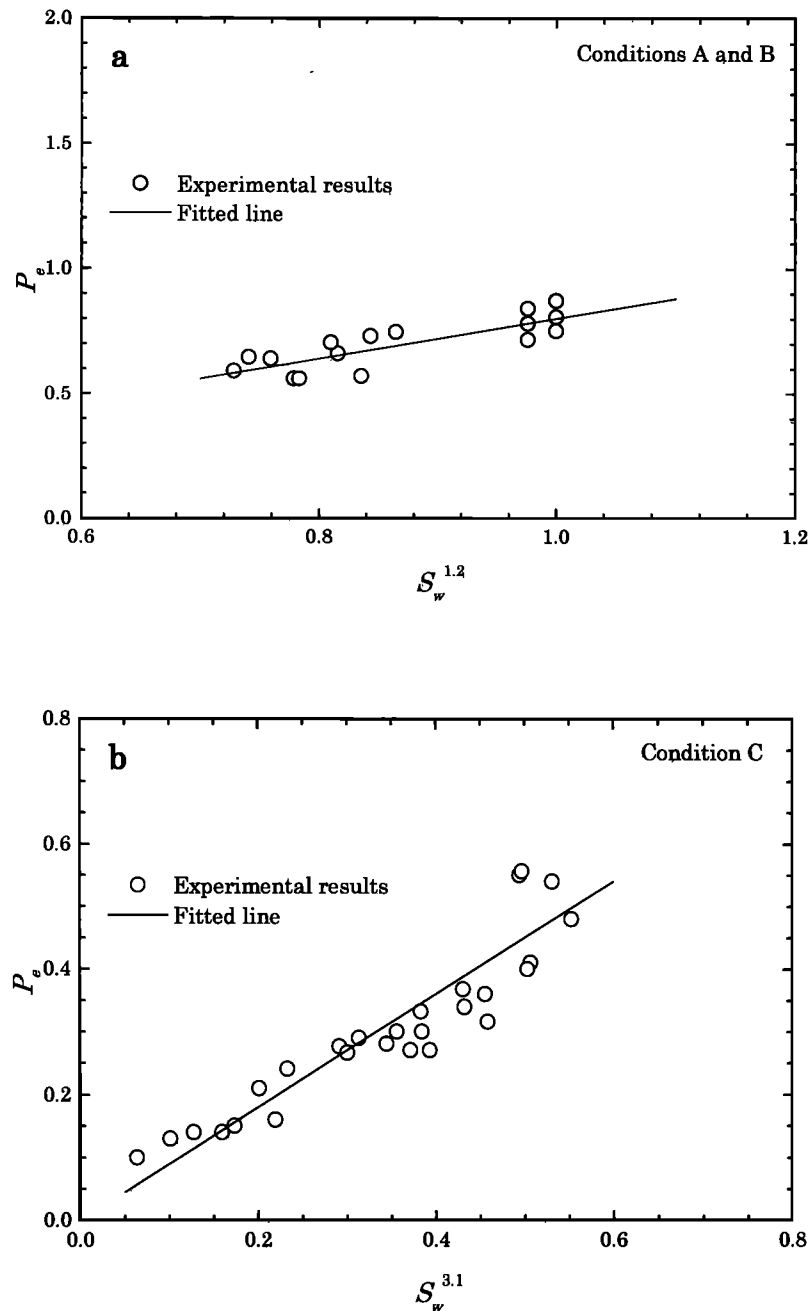 2.0
a
Conditions A and B
1.5
Experimental results
Fitted line
P_e
1.0
0.5
0.0
0.6
0.8
1.0
1.2
S_w^1.2
0.8
b
Condition C
0.6
Experimental results
Fitted line
P_e
0.4
0.2
0.0
0.0
0.2
0.4
0.6
0.8
S_w^3.1